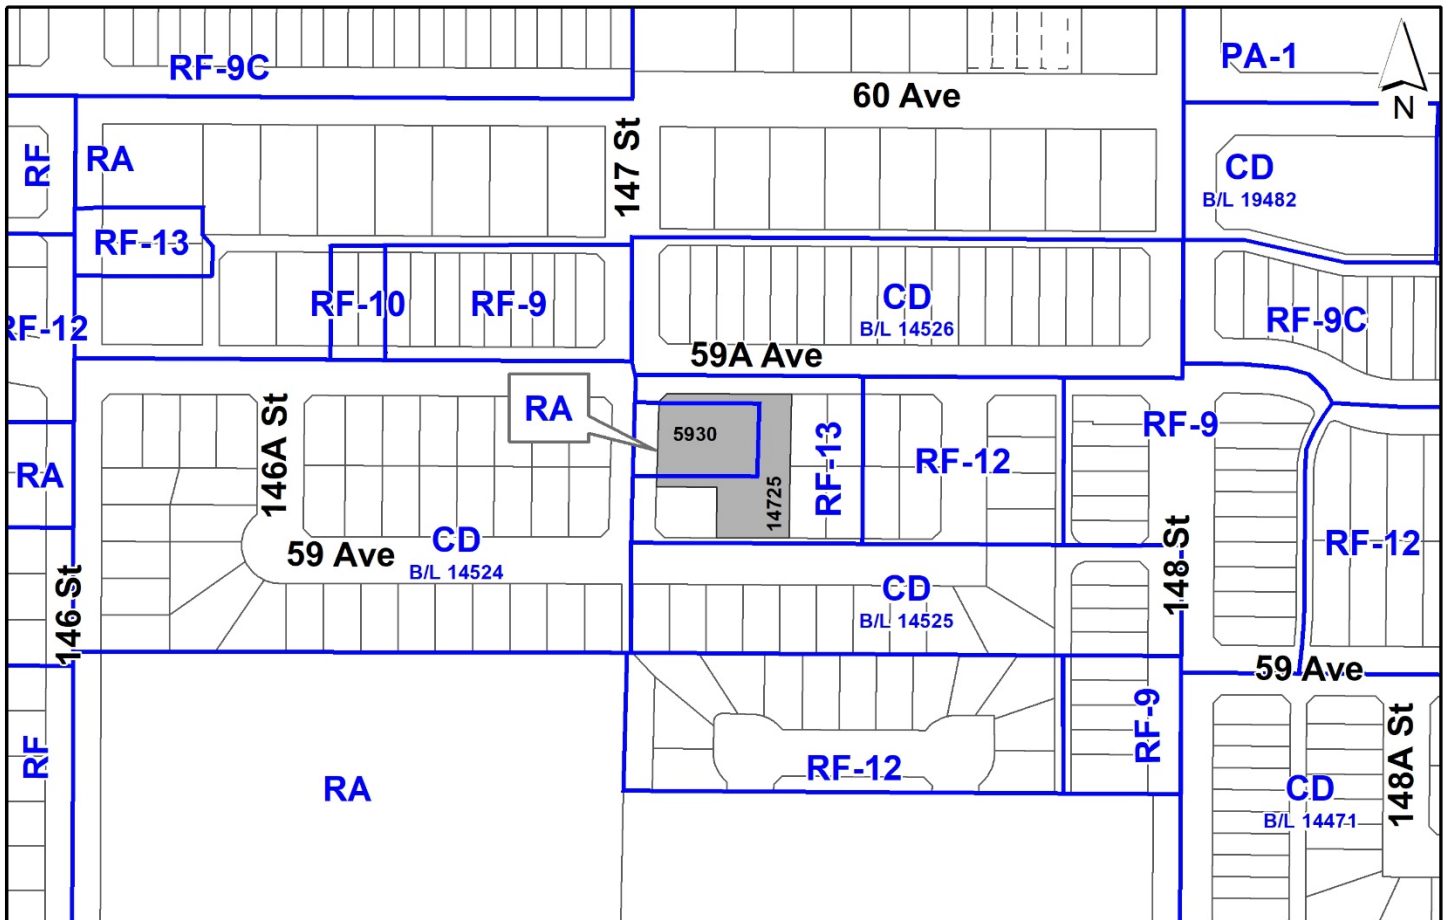 RF-9C
PA-1
N
60 Ave
147 St
RF
RA
CD
B/L 19482
RF-13
RF-12
RF-10
RF-9
CD
B/L 14526
RF-9C
59A Ave
RA
146A St
RA
5930
14725
RF-13
RF-12
RF-9
RF-12
59 Ave
CD
B/L 14524
146 St
CD
B/L 14525
148 St
59 Ave
RF
RA
RF-12
RF-9
CD
B/L 14471
148A St